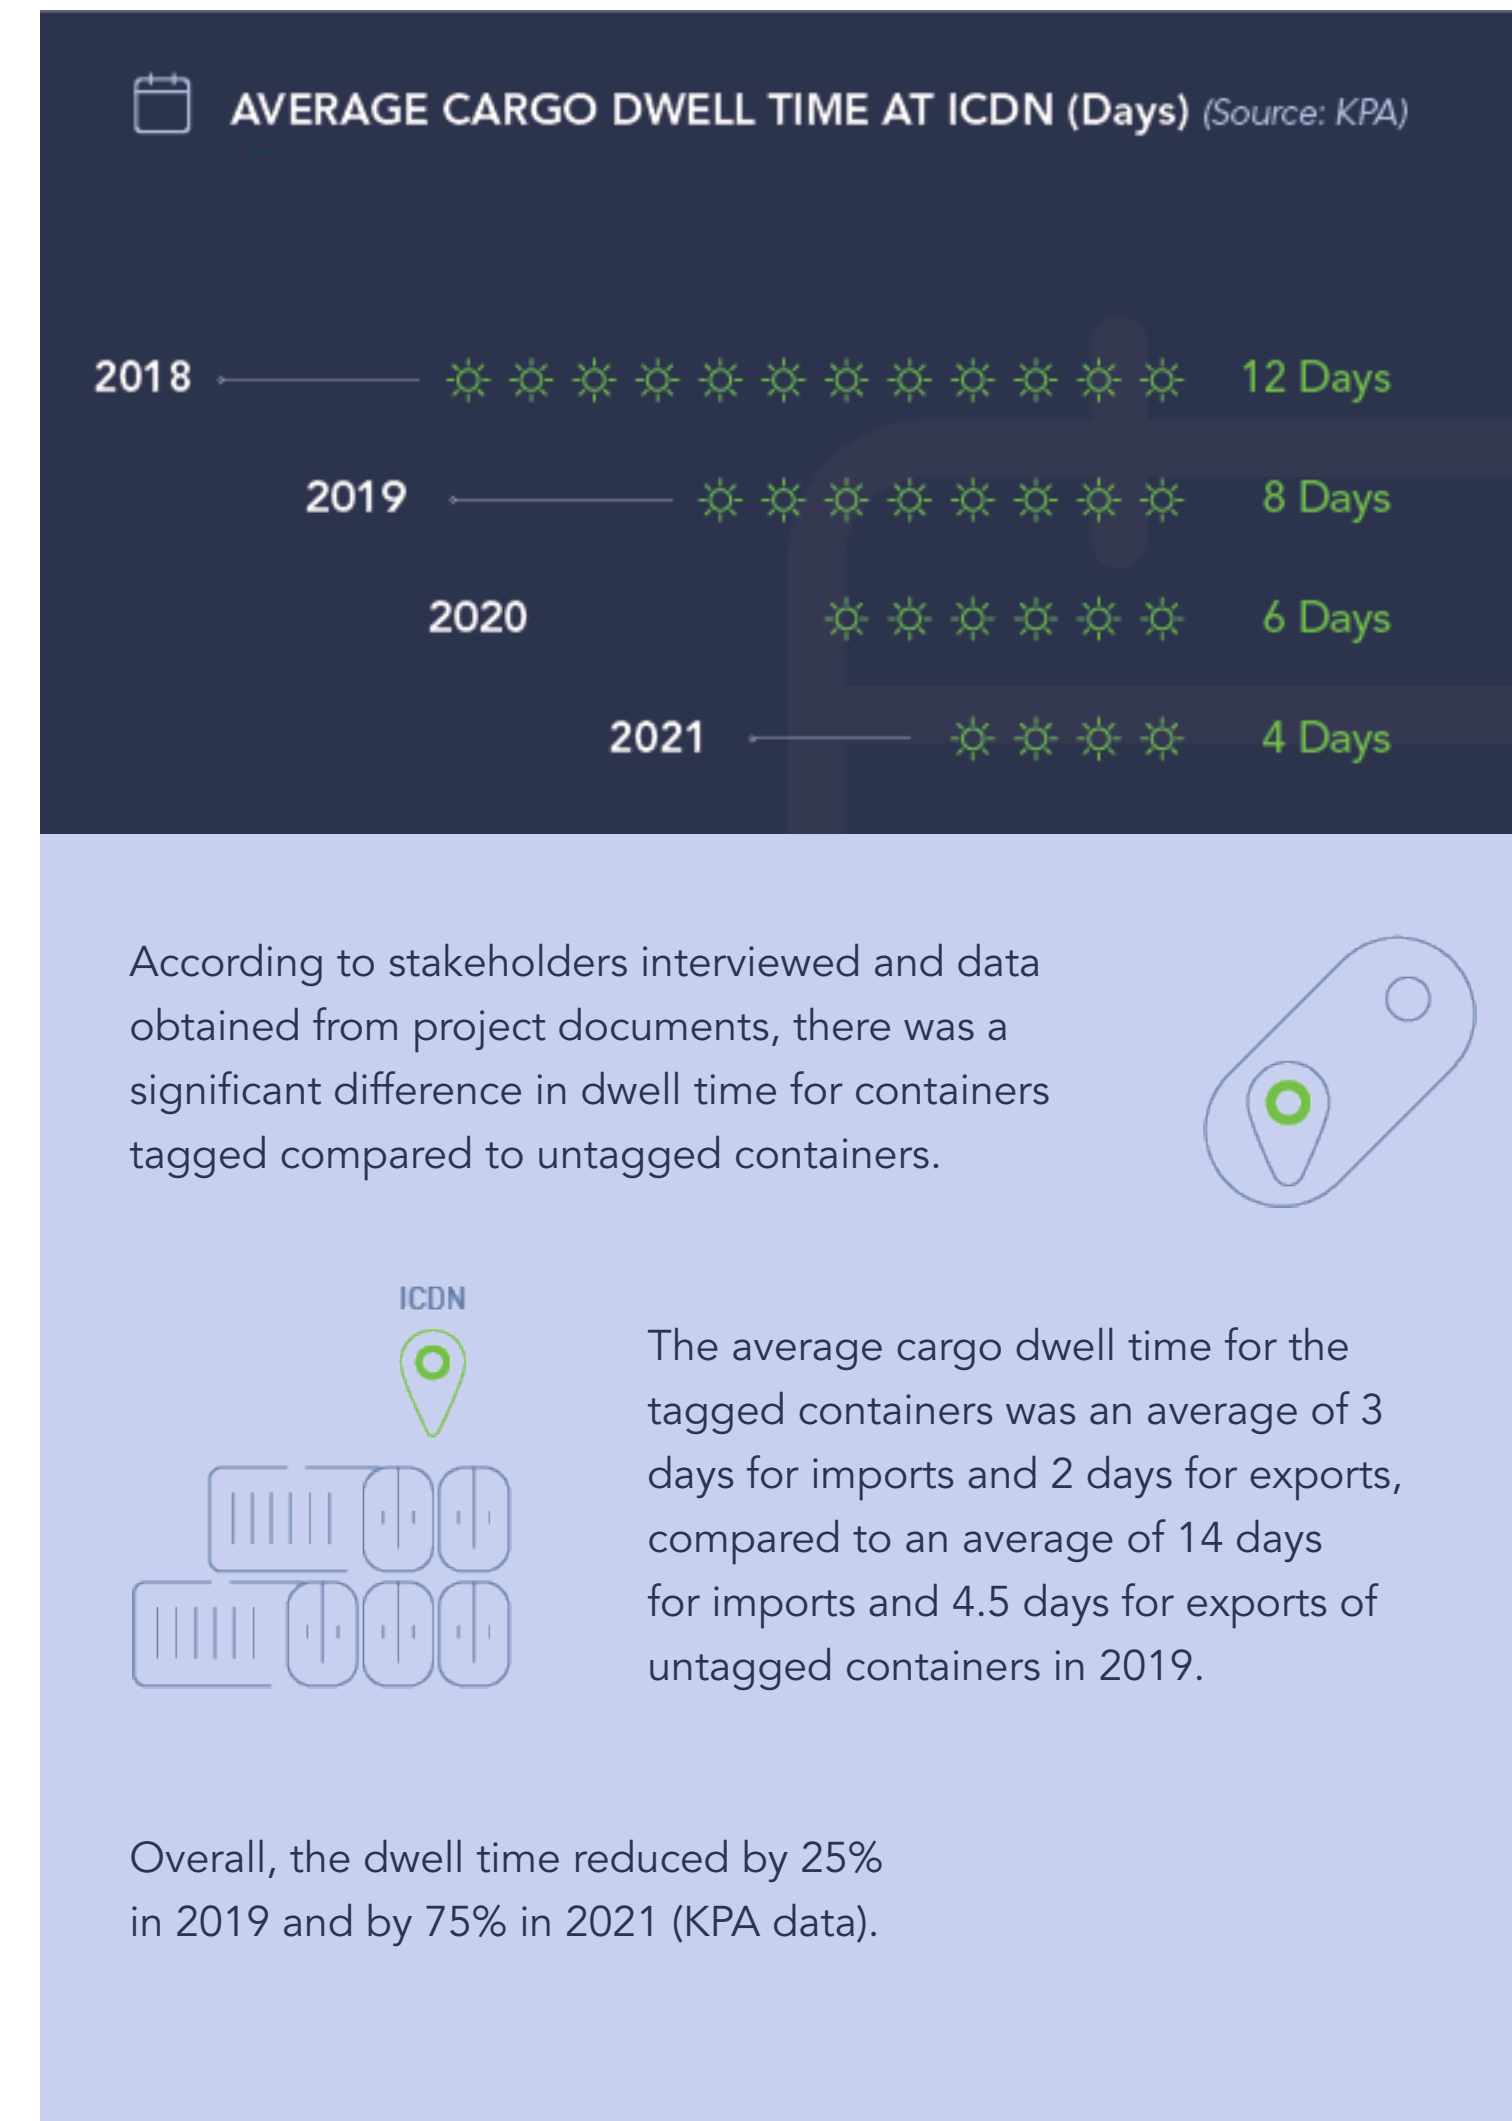 AVERAGE CARGO DWELL TIME AT ICDN (Days) (Source: KPA)
2018 12 Days
2019 8 Days
2020 6 Days
2021 4 Days
According to stakeholders interviewed and data
obtained from project documents, there was a
significant difference in dwell time for containers
tagged compared to untagged containers.
ICDN
The average cargo dwell time for the
tagged containers was an average of 3
days for imports and 2 days for exports,
compared to an average of 14 days
for imports and 4.5 days for exports of
untagged containers in 2019.
Overall, the dwell time reduced by 25%
in 2019 and by 75% in 2021 (KPA data).